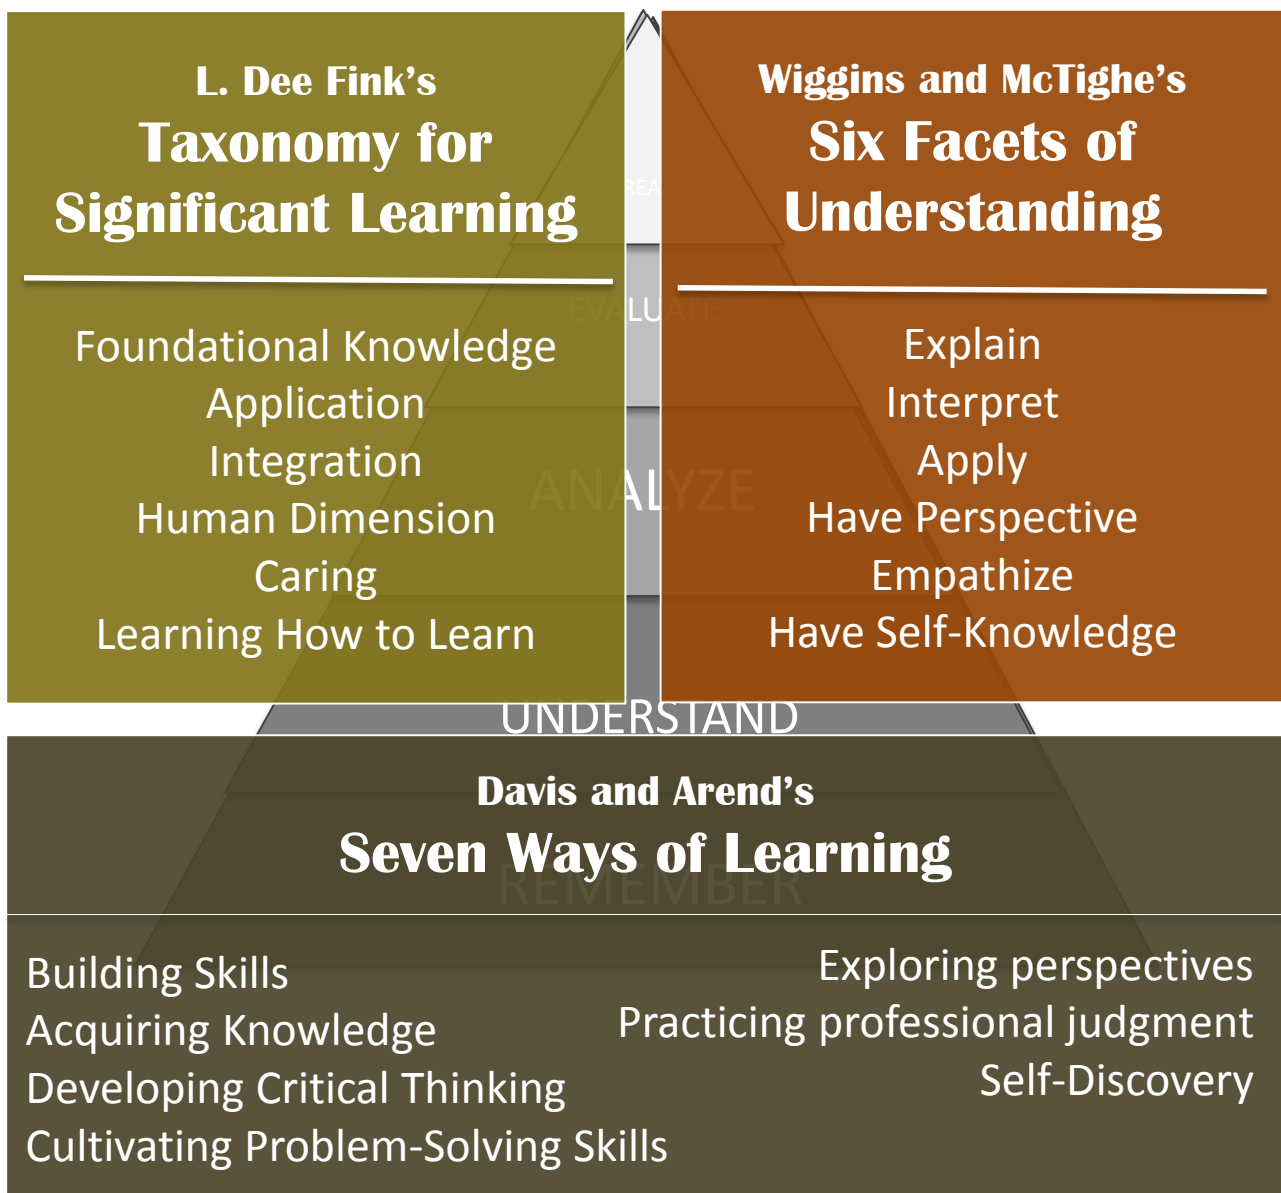 L. Dee Fink's
Taxonomy for
Significant Learning
Foundational Knowledge
Application
Integration
Human Dimension
Caring
Learning How to Learn
Wiggins and McTighe's
Six Facets of
Understanding
Explain
Interpret
Apply
Have Perspective
Empathize
Have Self-Knowledge
EVALUATE
ANALYZE
UNDERSTAND
REMEMBER
Davis and Arend's
Seven Ways of Learning
Building Skills
Acquiring Knowledge
Developing Critical Thinking
Cultivating Problem-Solving Skills
Exploring perspectives
Practicing professional judgment
Self-Discovery